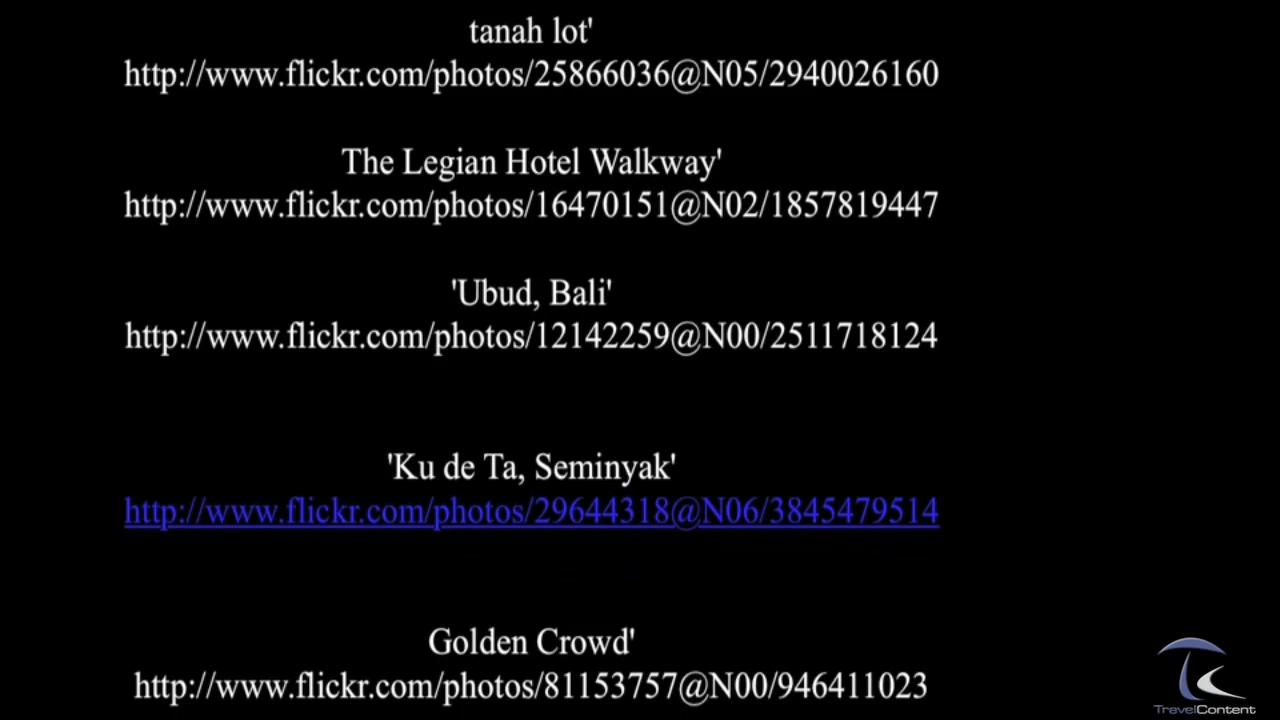 tanah lot'
http://www.flickr.com/photos/25866036@N05/2940026160
The Legian Hotel Walkway'
http://www.flickr.com/photos/16470151@N02/1857819447
'Ubud, Bali'
http://www.flickr.com/photos/12142259@N00/2511718124
'Ku de Ta, Seminyak'
http://www.flickr.com/photos/29644318@N06/3845479514
Golden Crowd'
http://www.flickr.com/photos/81153757@N00/946411023
TravelContent